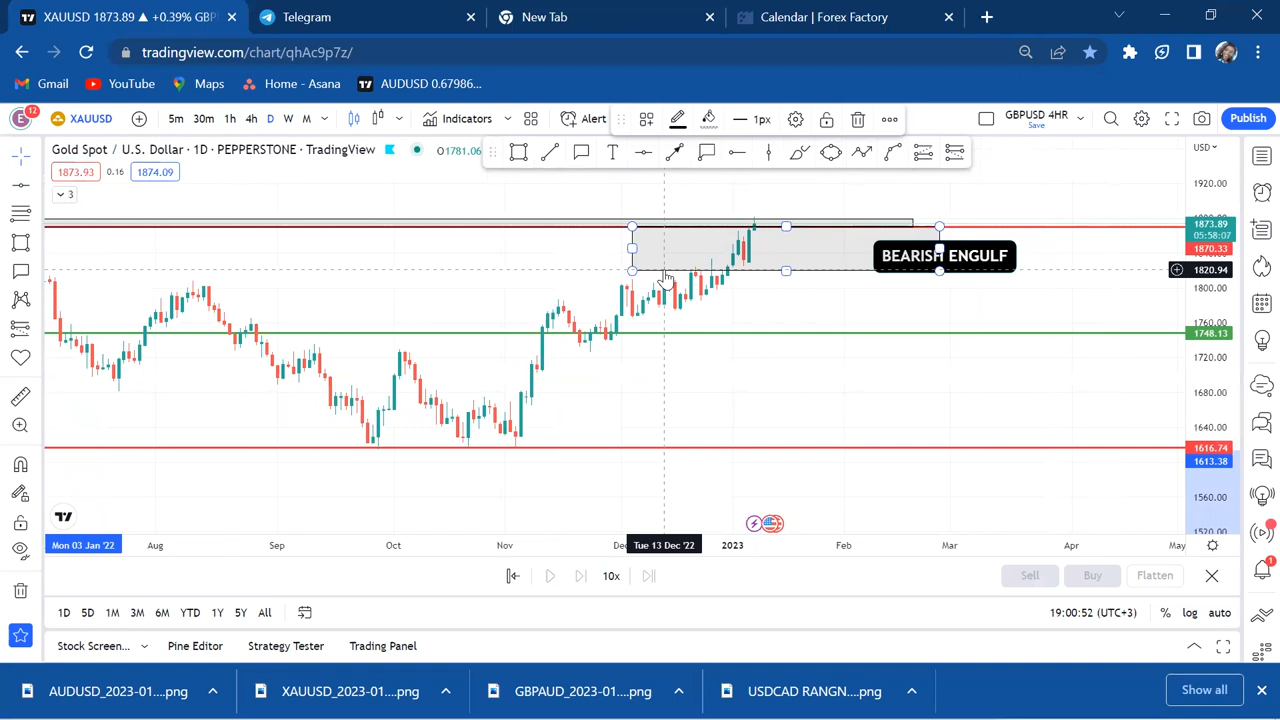 XAUUSD 1873.89 ▲ +0.39% GBP
Telegram
New Tab
Calendar | Forex Factory
tradingview.com/chart/qhAc9p7z/
Gmail
YouTube
Maps
Home - Asana
AUDUSD 0.67986...
E
12
XAUUSD
5m
30m
1h
4h
D
W
M
Indicators
Alert
1px
GBPUSD 4HR
Save
Publish
Gold Spot / U.S. Dollar · 1D · PEPPERSTONE · TradingView
O1781.06
USD
1873.93
0.16
1874.09
3
1920.00
1873.89
05:58:07
1870.33
BEARISH ENGULF
1820.94
1800.00
1760.00
1748.13
1720.00
1680.00
1640.00
1616.74
1613.38
1560.00
1520.00
Mon 03 Jan '22
Aug
Sep
Oct
Nov
Dec
Tue 13 Dec '22
2023
Feb
Mar
Apr
May
10x
Sell
Buy
Flatten
1D
5D
1M
3M
6M
YTD
1Y
5Y
All
19:00:52 (UTC+3)
%
log
auto
Stock Screen...
Pine Editor
Strategy Tester
Trading Panel
1
AUDUSD_2023-01....png
XAUUSD_2023-01....png
GBPAUD_2023-01....png
USDCAD RANGN....png
Show all